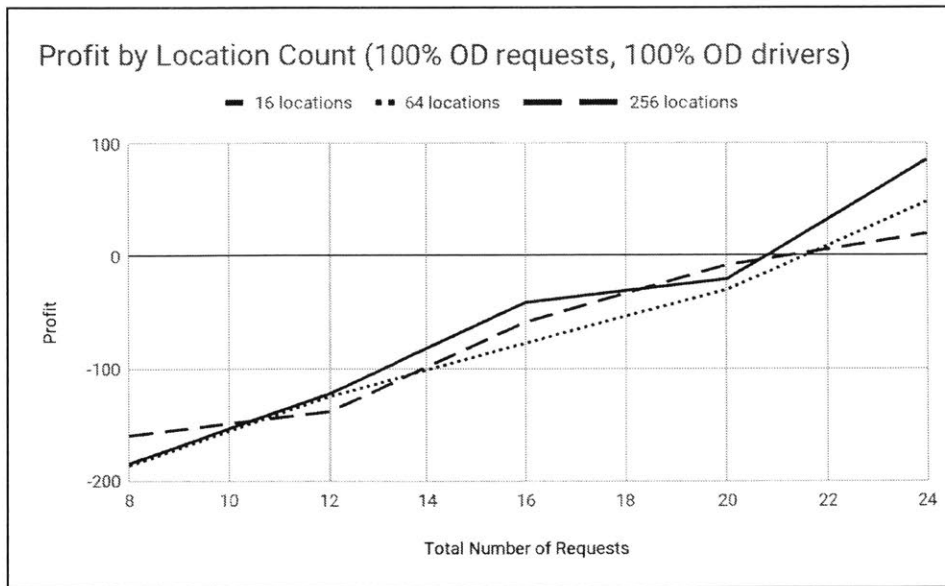 Profit by Location Count (100% OD requests, 100% OD drivers)
16 locations 64 locations 256 locations
100
0
-100
-200
Profit
8 10 12 14 16 18 20 22 24
Total Number of Requests